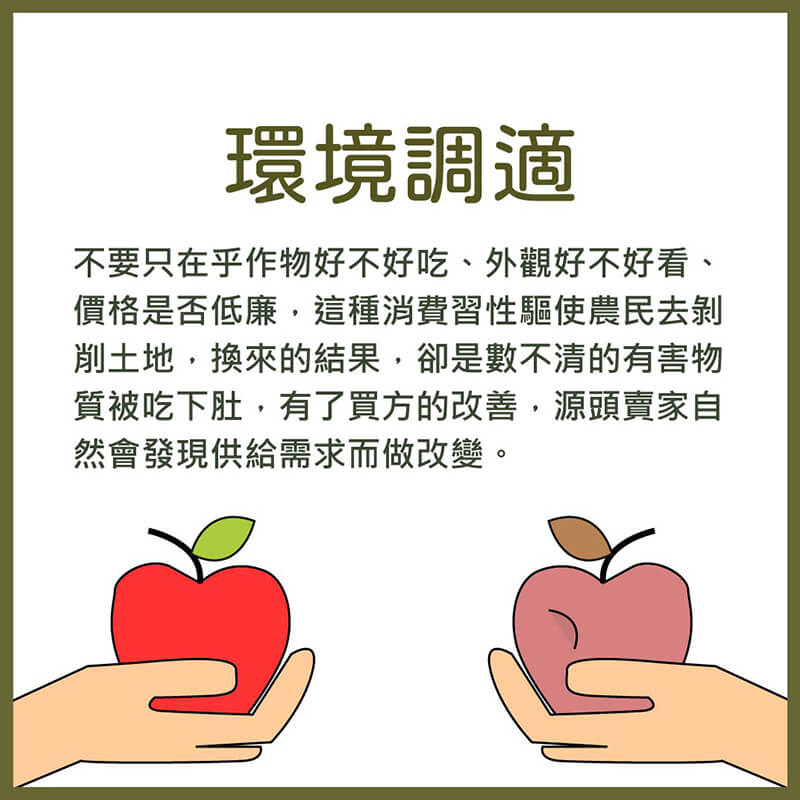 環境調適
不要只在乎作物好不好吃、外觀好不好看、
價格是否低廉，這種消費習性驅使農民去剝
削土地，換來的結果，卻是數不清的有害物
質被吃下肚，有了買方的改善，源頭賣家自
然會發現供給需求而做改變。